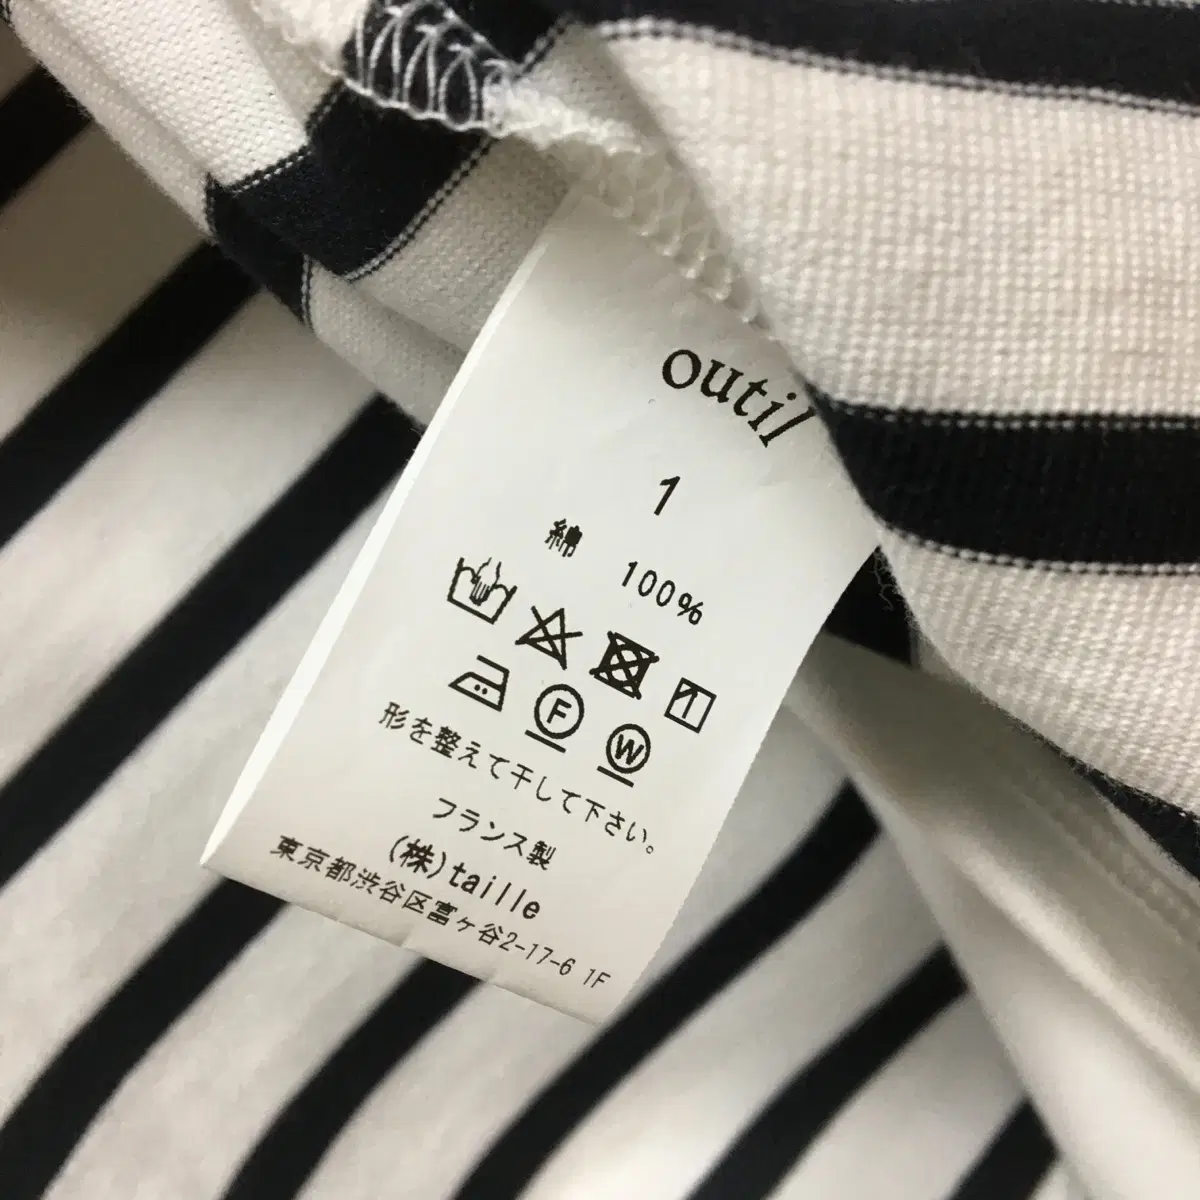 outil
1
綿 100%
F W
形を整えて干して下さい。
フランス製
(株)taille
東京都渋谷区富ヶ谷2-17-6 1F